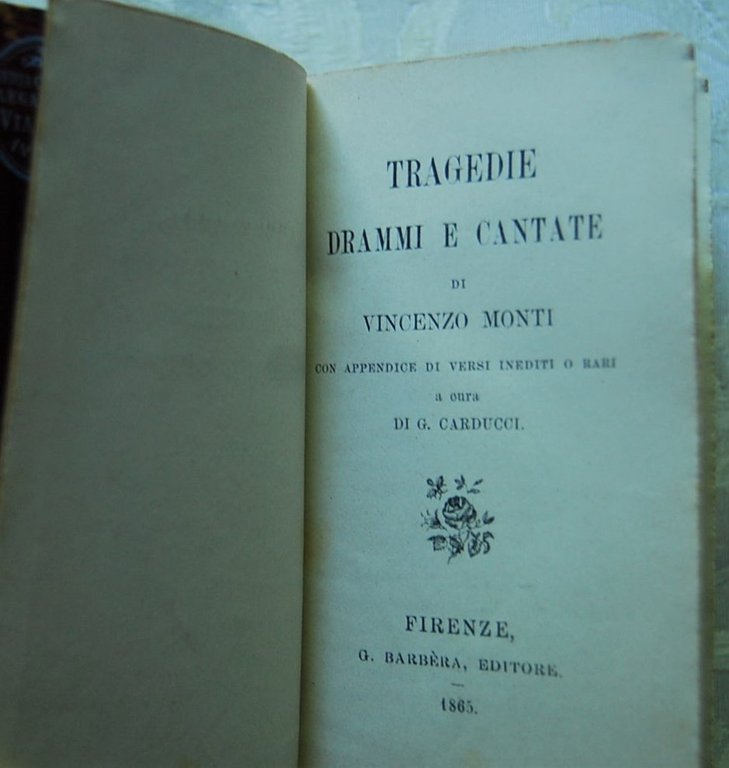 TRAGEDIE
DRAMMI E CANTATE
DI
VINCENZO MONTI
CON APPENDICE DI VERSI INEDITI O RARI
a cura
DI G. CARDUCCI.
FIRENZE,
G. BARBÈRA, EDITORE.
1865.